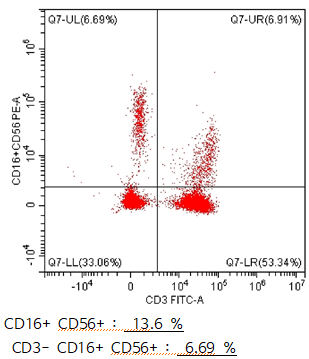 Q7-UL(6.69%) Q7-UR(6.91%)
CD16+CD56 PE-A
10^6
10^5
10^4
0
-10^4
Q7-LL(33.06%) Q7-LR(53.34%)
-10^4 0 10^4 10^5 10^6 10^7
CD3 FITC-A
CD16+ CD56+ : 13.6 %
CD3- CD16+ CD56+ : 6.69 %